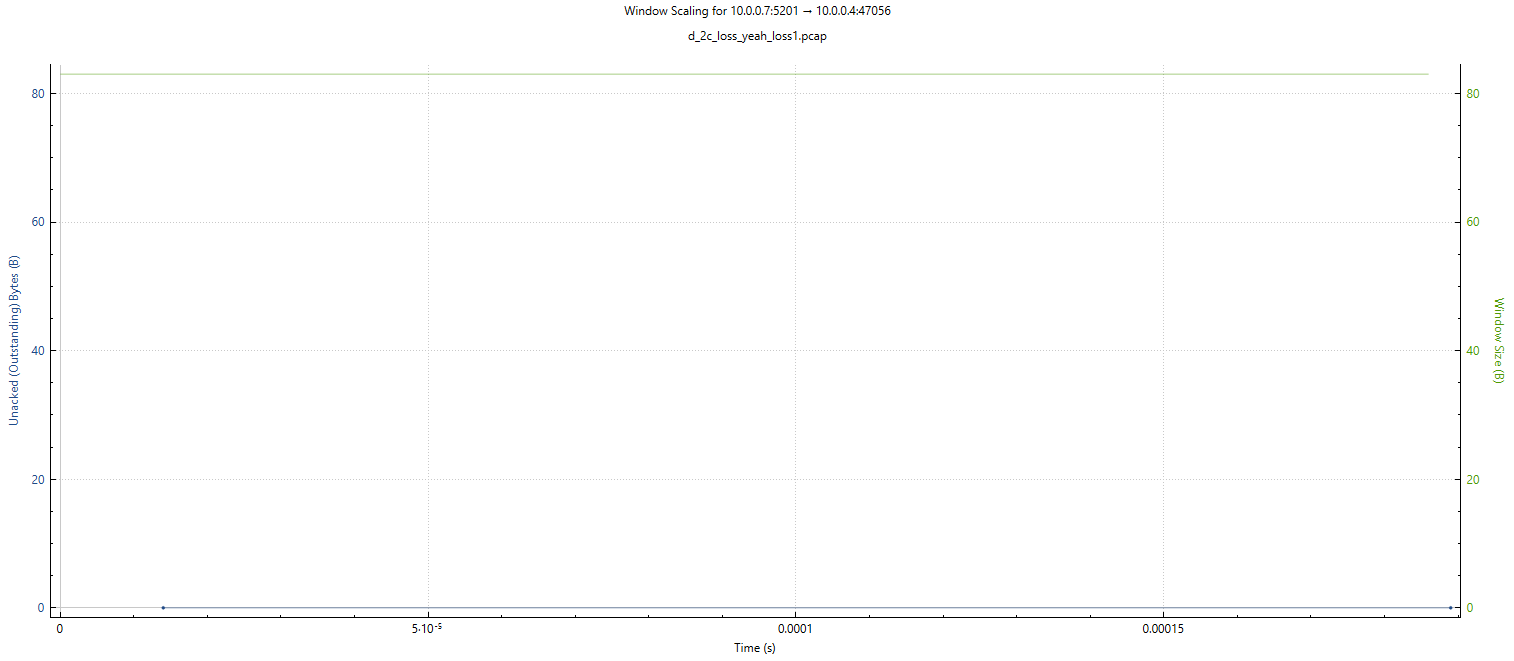 Window Scaling for 10.0.0.7:5201 → 10.0.0.4:47056
d_2c_loss_yeah_loss1.pcap
Unacked (Outstanding) Bytes (B)
80
60
40
20
0
0
5·10⁻⁵
0.0001
0.00015
Time (s)
80
60
40
20
0
Window Size (B)